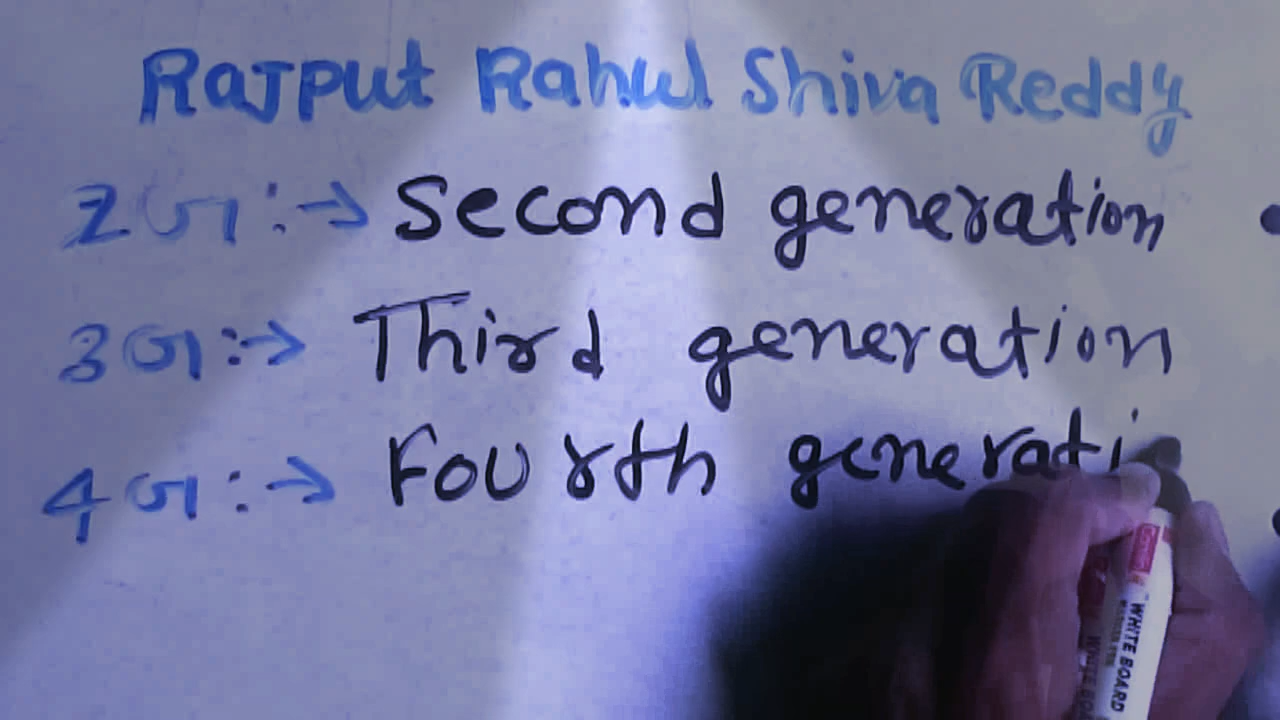 Rajput Rahul Shiva Reddy
2G:→ Second generation
3G:→ Third generation
4G:→ Fourth generati
WHITE BOARD